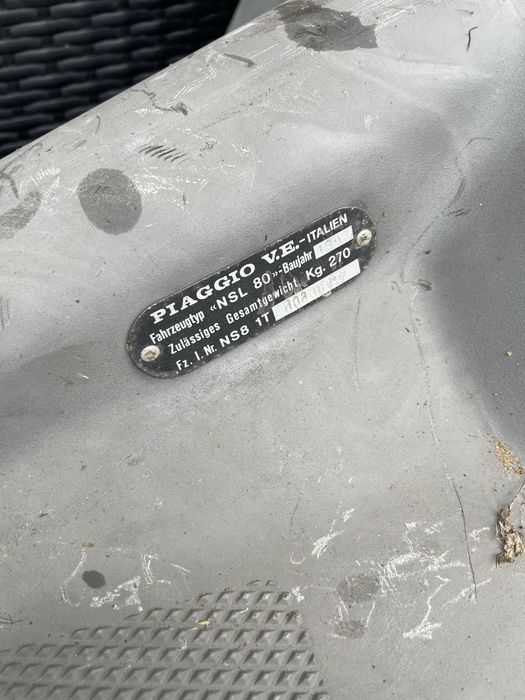 PIAGGIO V.E.-ITALIEN
Fahrzeugtyp «NSL 80»-Baujahr
Zulässiges Gesamtgewicht Kg. 270
Fz. I. Nr. NS8 1T